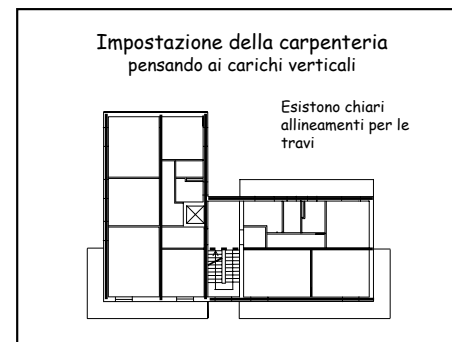 Impostazione della carpenteria
pensando ai carichi verticali
Esistono chiari
allineamenti per le
travi